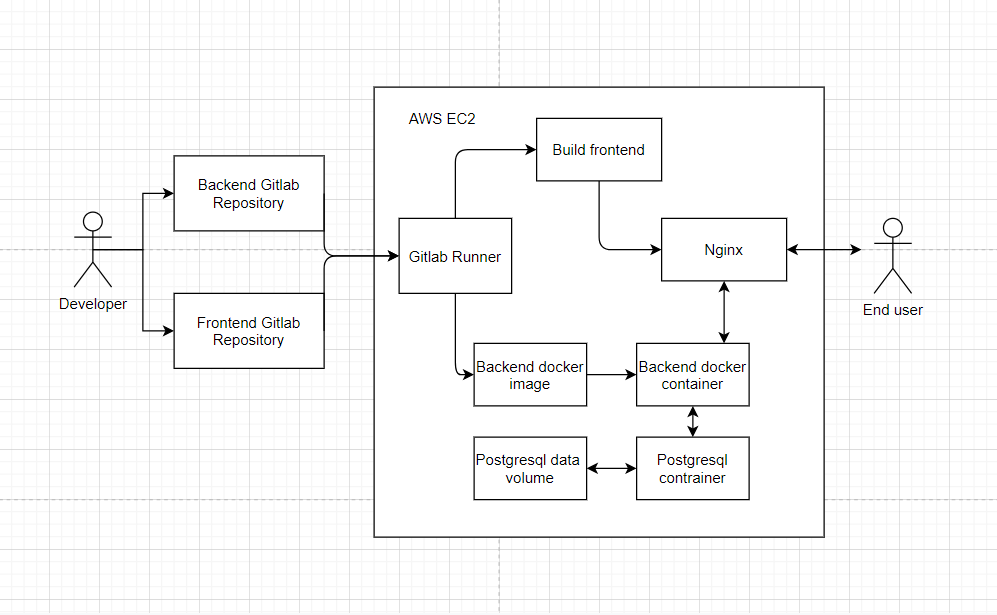 AWS EC2
Build frontend
Backend Gitlab
Repository
Developer
Frontend Gitlab
Repository
Gitlab Runner
Nginx
End user
Backend docker
image
Backend docker
container
Postgresql data
volume
Postgresql
contrainer